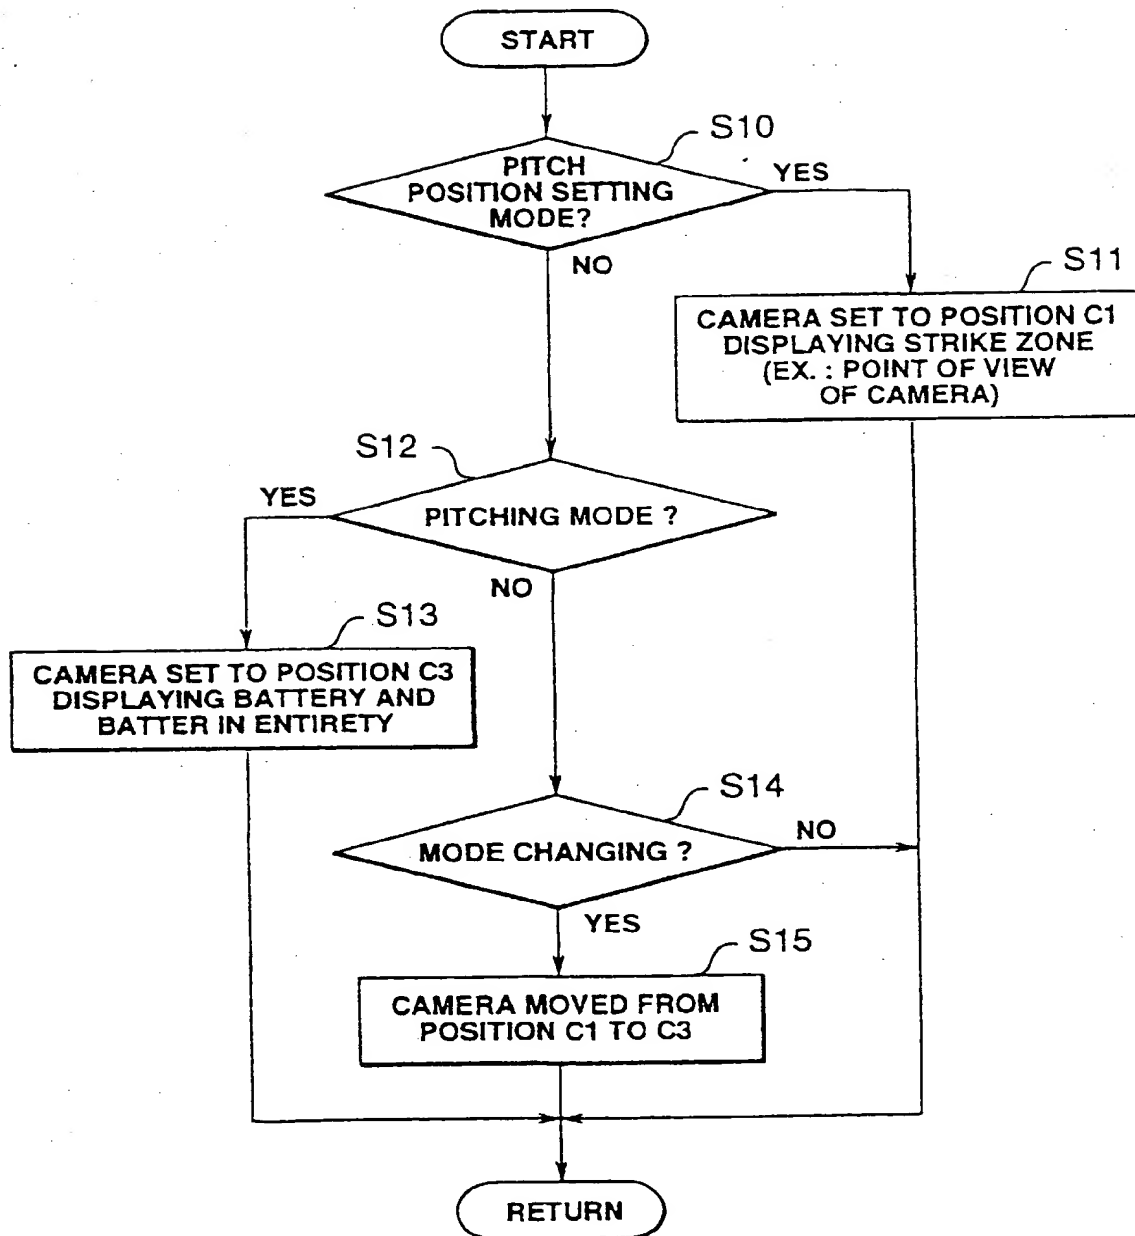 START
S10
PITCH
POSITION SETTING
MODE?
YES
NO
S11
CAMERA SET TO POSITION C1
DISPLAYING STRIKE ZONE
(EX. : POINT OF VIEW
OF CAMERA)
S12
YES
PITCHING MODE ?
NO
S13
CAMERA SET TO POSITION C3
DISPLAYING BATTERY AND
BATTER IN ENTIRETY
S14
NO
MODE CHANGING ?
YES
S15
CAMERA MOVED FROM
POSITION C1 TO C3
RETURN